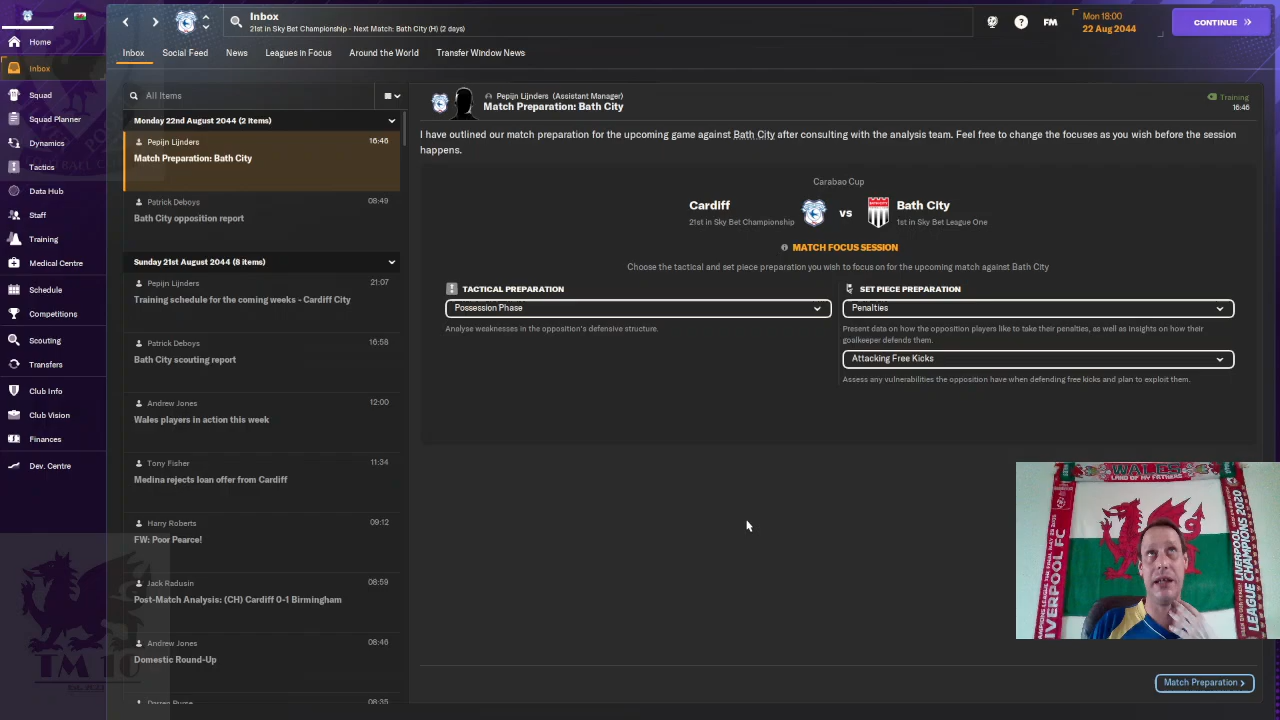 Inbox
21st in Sky Bet Championship - Next Match: Bath City (H) (2 days)
FM
Mon 18:00
22 Aug 2044
CONTINUE
Inbox
Social Feed
News
Leagues in Focus
Around the World
Transfer Window News
Home
Inbox
Squad
Squad Planner
Dynamics
Tactics
Data Hub
Staff
Training
Medical Centre
Schedule
Competitions
Scouting
Transfers
Club Info
Club Vision
Finances
Dev. Centre
TM 10
All Items
Monday 22nd August 2044 (2 items)
Pepijn Lijnders 16:46
Match Preparation: Bath City
Patrick Deboys 08:49
Bath City opposition report
Sunday 21st August 2044 (8 items)
Pepijn Lijnders 21:07
Training schedule for the coming weeks - Cardiff City
Patrick Deboys 16:58
Bath City scouting report
Andrew Jones 12:00
Wales players in action this week
Tony Fisher 11:34
Medina rejects loan offer from Cardiff
Harry Roberts 09:12
FW: Poor Pearce!
Jack Radusin 08:59
Post-Match Analysis: (CH) Cardiff 0-1 Birmingham
Andrew Jones 08:46
Domestic Round-Up
08:35
Pepijn Lijnders (Assistant Manager)
Match Preparation: Bath City
Training
16:46
I have outlined our match preparation for the upcoming game against Bath City after consulting with the analysis team. Feel free to change the focuses as you wish before the session
happens.
Carabao Cup
Cardiff
21st in Sky Bet Championship
vs
Bath City
1st in Sky Bet League One
MATCH FOCUS SESSION
Choose the tactical and set piece preparation you wish to focus on for the upcoming match against Bath City
TACTICAL PREPARATION
Possession Phase
Analyse weaknesses in the opposition's defensive structure.
SET PIECE PREPARATION
Penalties
Present data on how the opposition players like to take their penalties, as well as insights on how their
goalkeeper defends them.
Attacking Free Kicks
Assess any vulnerabilities the opposition have when defending free kicks and plan to exploit them.
WALES
LAND OF MY FATHERS
LIVERPOOL FC
LIVERPOOL 2020
LEAGUE CHAMPIONS
Match Preparation